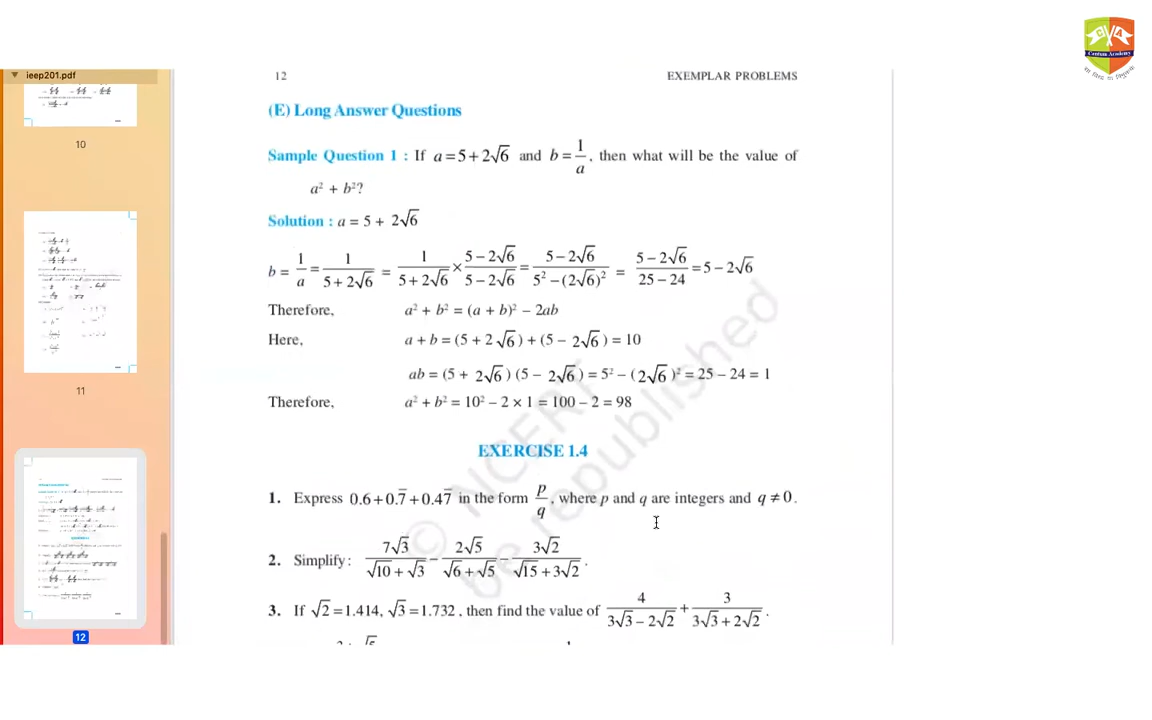 Centum Academy
ieep201.pdf
10
11
12
12 EXEMPLAR PROBLEMS
(E) Long Answer Questions
Sample Question 1 : If a = 5 + 2√6 and b = 1/a, then what will be the value of
a² + b²?
Solution : a = 5 + 2√6
b = 1/a = 1/(5 + 2√6) = 1/(5 + 2√6) × (5 – 2√6)/(5 – 2√6) = (5 – 2√6)/(5² – (2√6)²) = (5 – 2√6)/(25 – 24) = 5 – 2√6
Therefore, a² + b² = (a + b)² – 2ab
Here, a + b = (5 + 2√6) + (5 – 2√6) = 10
ab = (5 + 2√6) (5 – 2√6) = 5² – (2√6)² = 25 – 24 = 1
Therefore, a² + b² = 10² – 2 × 1 = 100 – 2 = 98
EXERCISE 1.4
1. Express 0.6 + 0.7̄ + 0.47̄ in the form p/q, where p and q are integers and q ≠ 0.
2. Simplify: 7√3/(√10 + √3) – 2√5/(√6 + √5) – 3√2/(√15 + 3√2).
3. If √2 = 1.414, √3 = 1.732, then find the value of 4/(3√3 – 2√2) + 3/(3√3 + 2√2).
© NCERT
be republished